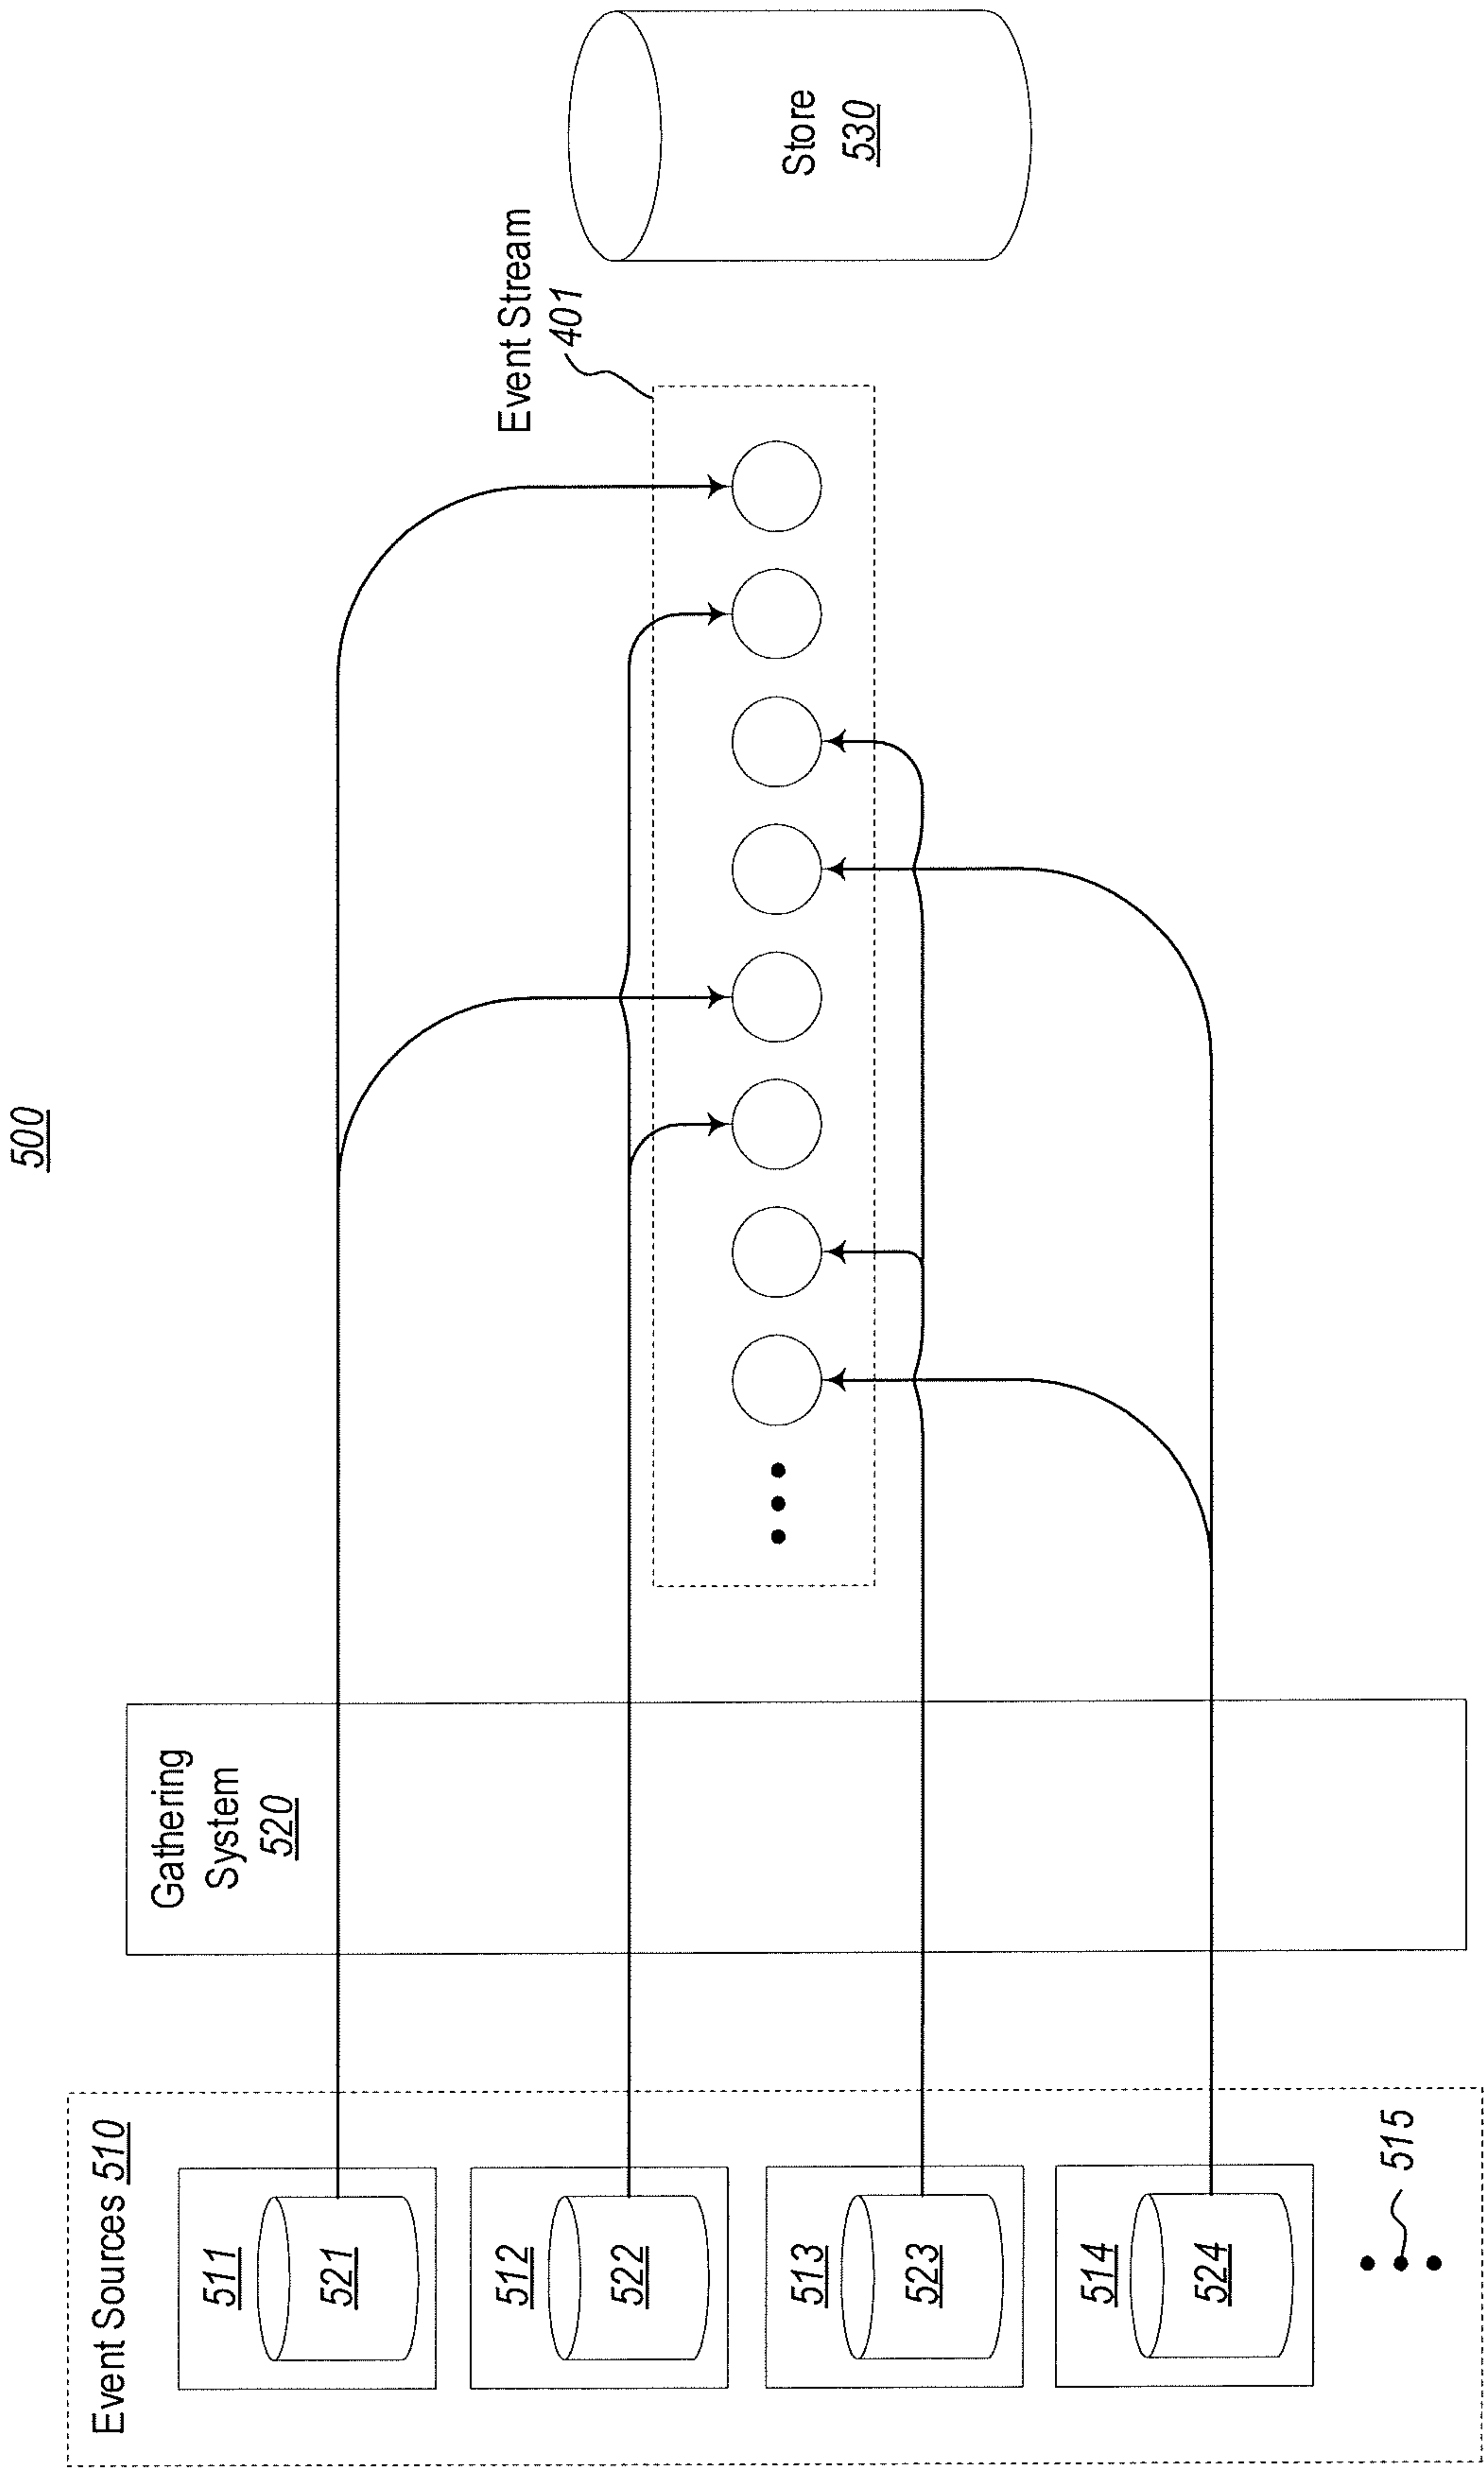 500
Event Sources 510
511
521
512
522
513
523
514
524
515
Gathering
System
520
Event Stream
401
Store
530